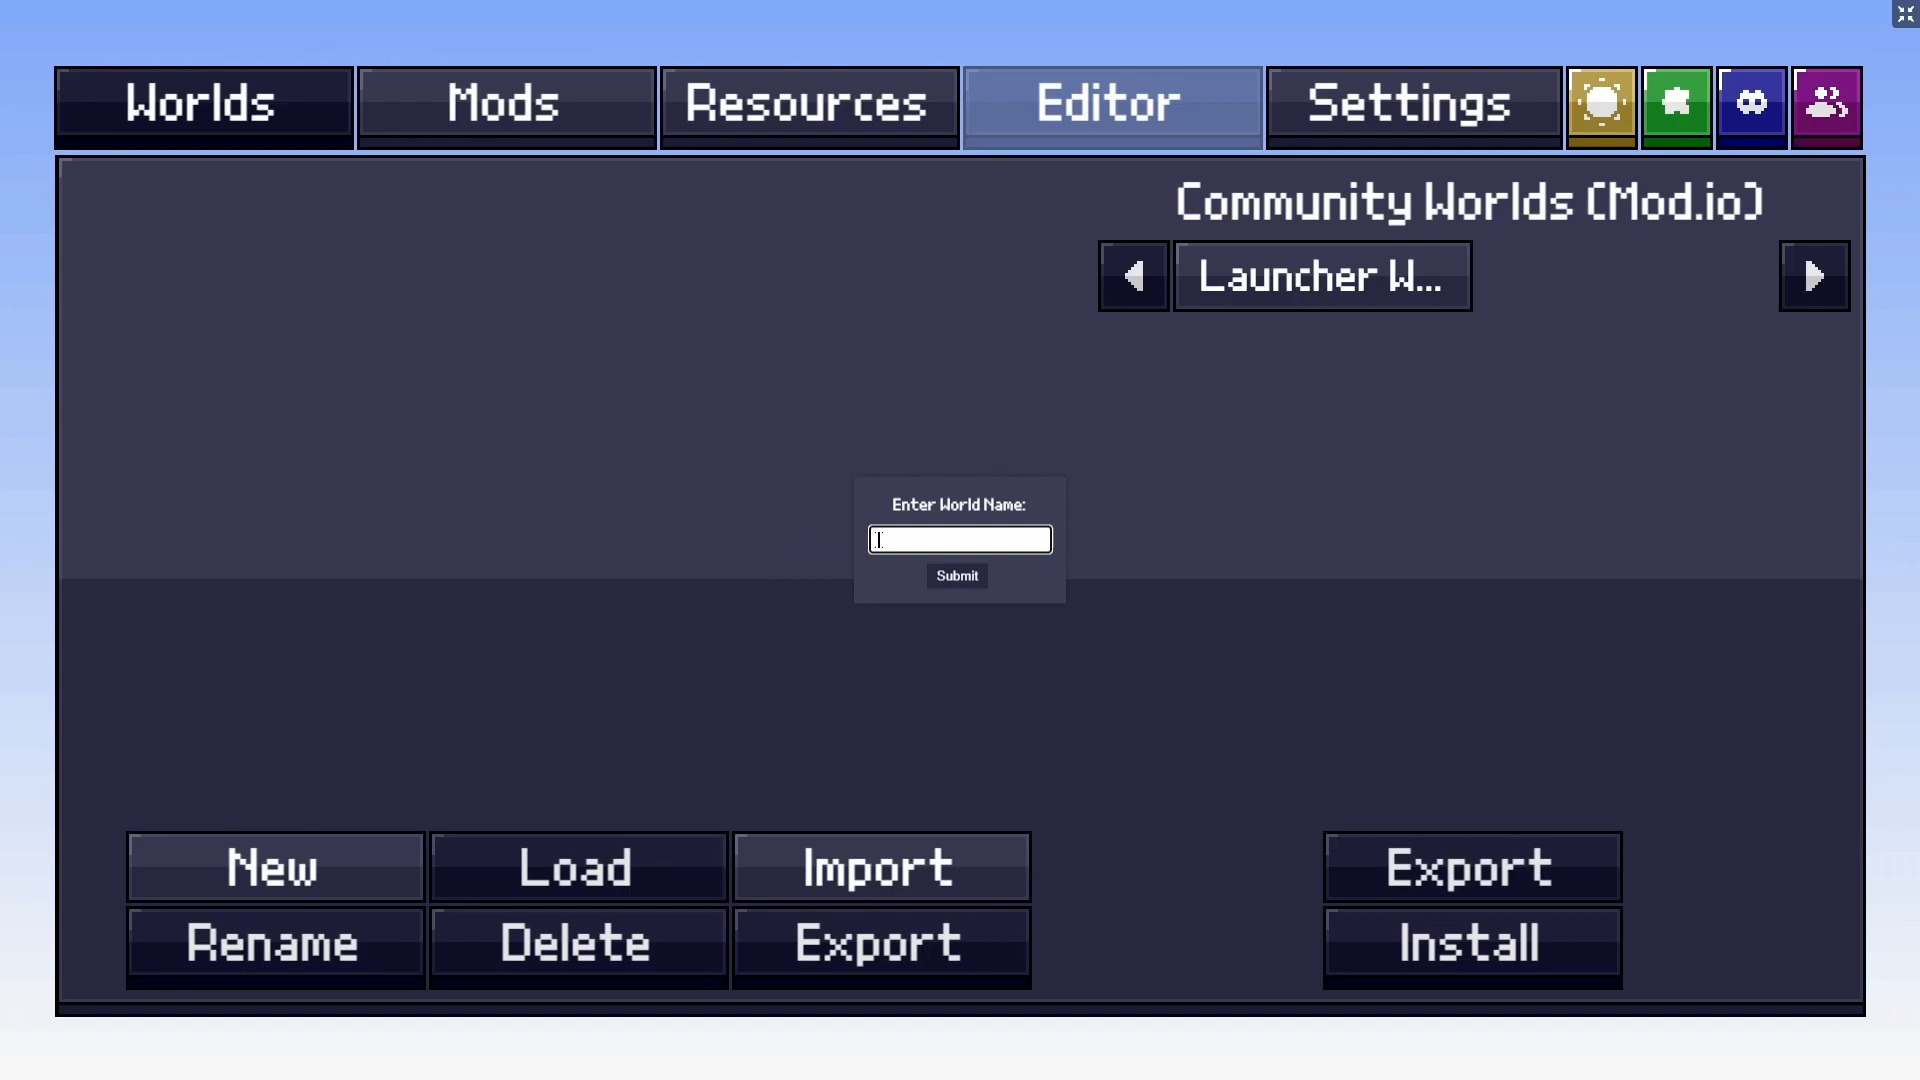 Worlds Mods Resources Editor Settings
Community Worlds (Mod.io)
Launcher W...
Enter World Name:
Submit
New Load Import Export
Rename Delete Export Install